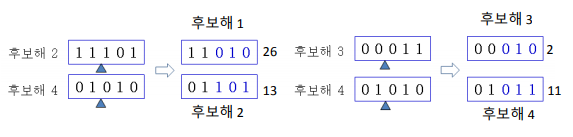 후보해 1
후보해 2 1 1 1 0 1 1 1 0 1 0 26
후보해 4 0 1 0 1 0 0 1 1 0 1 13
후보해 2
후보해 3
후보해 3 0 0 0 1 1 0 0 0 1 0 2
후보해 4 0 1 0 1 0 0 1 0 1 1 11
후보해 4